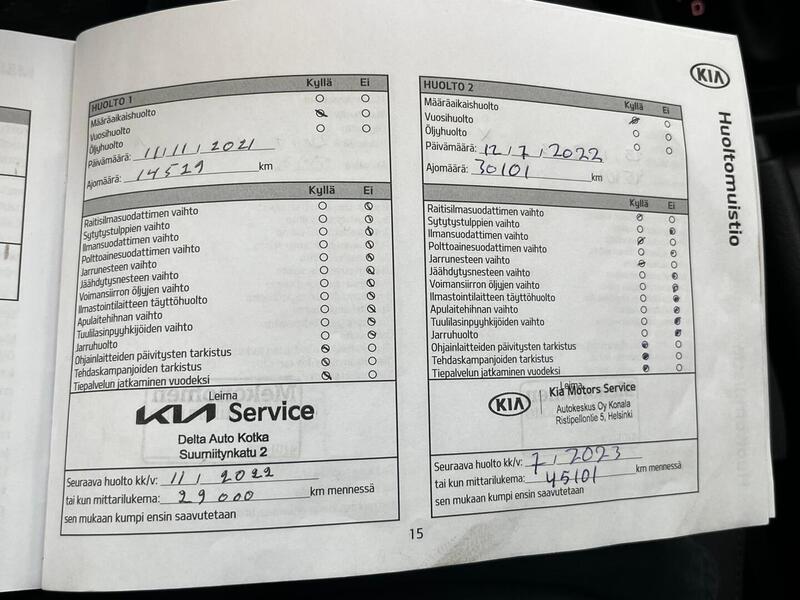 KIA
Huoltomuistio
HUOLTO 1 Kyllä Ei
Määräaikaishuolto
Vuosihuolto
Öljyhuolto
Päivämäärä: 11/11/2021
Ajomäärä: 14529 km
Kyllä Ei
Raitisilmasuodattimen vaihto
Sytytystulppien vaihto
Ilmansuodattimen vaihto
Polttoainesuodattimen vaihto
Jarrunesteen vaihto
Jäähdytysnesteen vaihto
Voimansiirron öljyjen vaihto
Ilmastointilaitteen täyttöhuolto
Apulaitehihnan vaihto
Tuulilasinpyyhkijöiden vaihto
Jarruhuolto
Ohjainlaitteiden päivitysten tarkistus
Tehdaskampanjoiden tarkistus
Tiepalvelun jatkaminen vuodeksi
Leima
KIA Service
Delta Auto Kotka
Suurniitynkatu 2
Seuraava huolto kk/v: 11, 2022
tai kun mittarilukema: 29 000 km mennessä
sen mukaan kumpi ensin saavutetaan
HUOLTO 2 Kyllä Ei
Määräaikaishuolto
Vuosihuolto
Öljyhuolto
Päivämäärä: 12/7/2022
Ajomäärä: 30101 km
Kyllä Ei
Raitisilmasuodattimen vaihto
Sytytystulppien vaihto
Ilmansuodattimen vaihto
Polttoainesuodattimen vaihto
Jarrunesteen vaihto
Jäähdytysnesteen vaihto
Voimansiirron öljyjen vaihto
Ilmastointilaitteen täyttöhuolto
Apulaitehihnan vaihto
Tuulilasinpyyhkijöiden vaihto
Jarruhuolto
Ohjainlaitteiden päivitysten tarkistus
Tehdaskampanjoiden tarkistus
Tiepalvelun jatkaminen vuodeksi
Leima
KIA Kia Motors Service
Autokeskus Oy Konala
Ristipellontie 5, Helsinki
Seuraava huolto kk/v: 7, 2023
tai kun mittarilukema: 45101 km mennessä
sen mukaan kumpi ensin saavutetaan
15